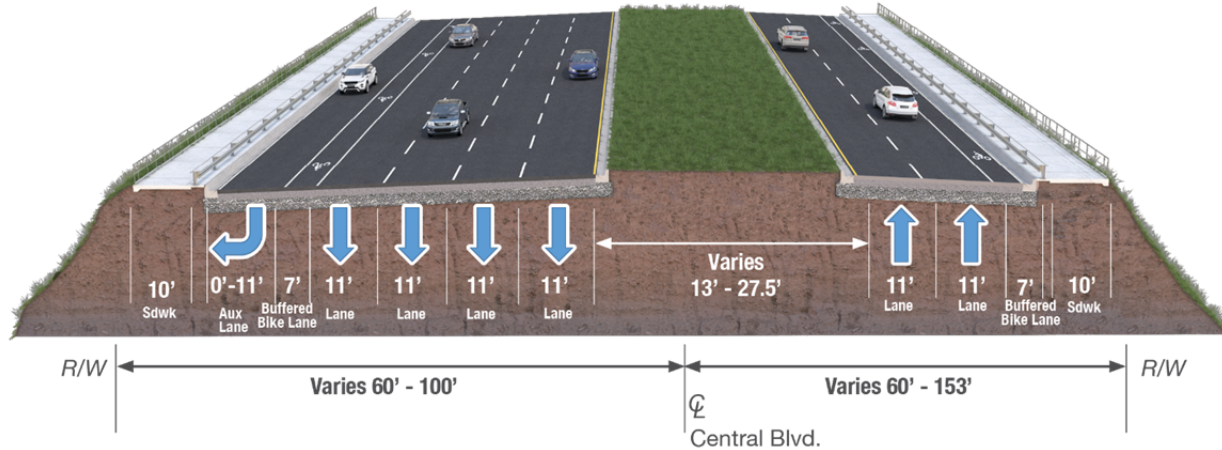 10’
Sdwk
0’-11’
Aux
Lane
7’
Buffered
Bike Lane
11’
Lane
11’
Lane
11’
Lane
11’
Lane
Varies
13’ - 27.5’
11’
Lane
11’
Lane
7’
Buffered
Bike Lane
10’
Sdwk
R/W
Varies 60’ - 100’
Varies 60’ - 153’
R/W
℄
Central Blvd.